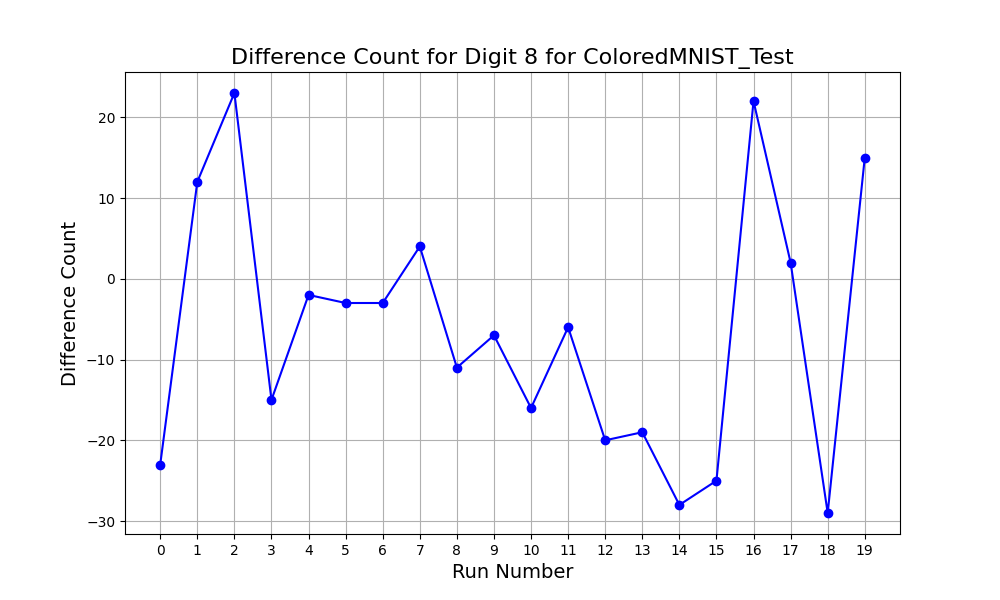 Difference Count for Digit 8 for ColoredMNIST_Test
Difference Count
20
10
0
−10
−20
−30
0 1 2 3 4 5 6 7 8 9 10 11 12 13 14 15 16 17 18 19
Run Number